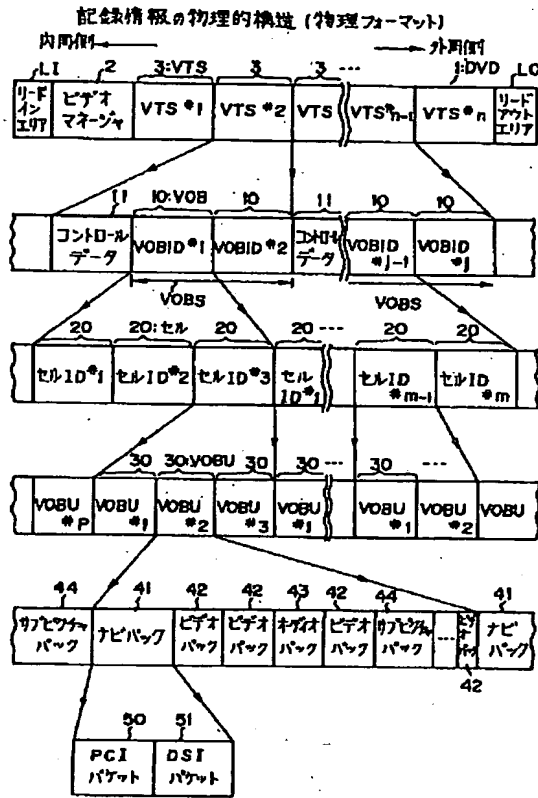 記録情報の物理的構造(物理フォーマット)
内周側 外周側
LI 2 3:VTS 3 3 ... 1:DVD LO
リードインエリア ビデオマネージャ VTS#1 VTS#2 VTS VTS#n-1 VTS#n リードアウトエリア
11 10:VOB 10 11 10 10
コントロールデータ VOBID#1 VOBID#2 コントロールデータ VOBID#j-1 VOBID#j
VOBS VOBS
20 20:セル 20 20 ... 20 20
セルID#1 セルID#2 セルID#3 セルID#1 セルID#m-1 セルID#m
30 30:VOBU 30 30 ... 30 ...
VOBU#P VOBU#1 VOBU#2 VOBU#3 VOBU#1 VOBU#1 VOBU#2 VOBU
44 41 42 42 43 42 44 41
サブピクチャパック ナビパック ビデオパック ビデオパック オーディオパック ビデオパック サブピクチャパック ... ビデオパック ナビパック
42
50 51
PCIパケット DSIパケット